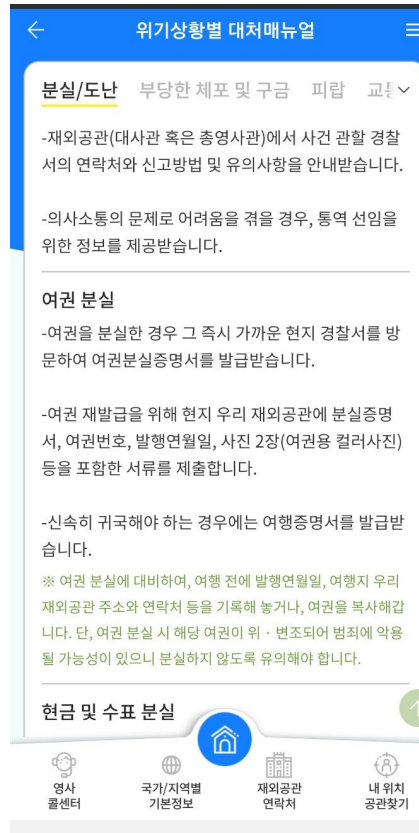 위기상황별 대처매뉴얼
분실/도난 부당한 체포 및 구금 피랍
-재외공관(대사관 혹은 총영사관)에서 사건 관할 경찰
서의 연락처와 신고방법 및 유의사항을 안내받습니다.
-의사소통의 문제로 어려움을 겪을 경우, 통역 선임을
위한 정보를 제공받습니다.
여권 분실
-여권을 분실한 경우 그 즉시 가까운 현지 경찰서를 방
문하여 여권분실증명서를 발급받습니다.
-여권 재발급을 위해 현지 우리 재외공관에 분실증명
서, 여권번호, 발행연월일, 사진 2장(여권용 컬러사진)
등을 포함한 서류를 제출합니다.
-신속히 귀국해야 하는 경우에는 여행증명서를 발급받
습니다.
※ 여권 분실에 대비하여, 여행 전에 발행연월일, 여행지 우리
재외공관 주소와 연락처 등을 기록해 놓거나, 여권을 복사해갑
니다. 단, 여권 분실 시 해당 여권이 위 · 변조되어 범죄에 악용
될 가능성이 있으니 분실하지 않도록 유의해야 합니다.
현금 및 수표 분실
영사
콜센터
국가/지역별
기본정보
재외공관
연락처
내 위치
공관찾기